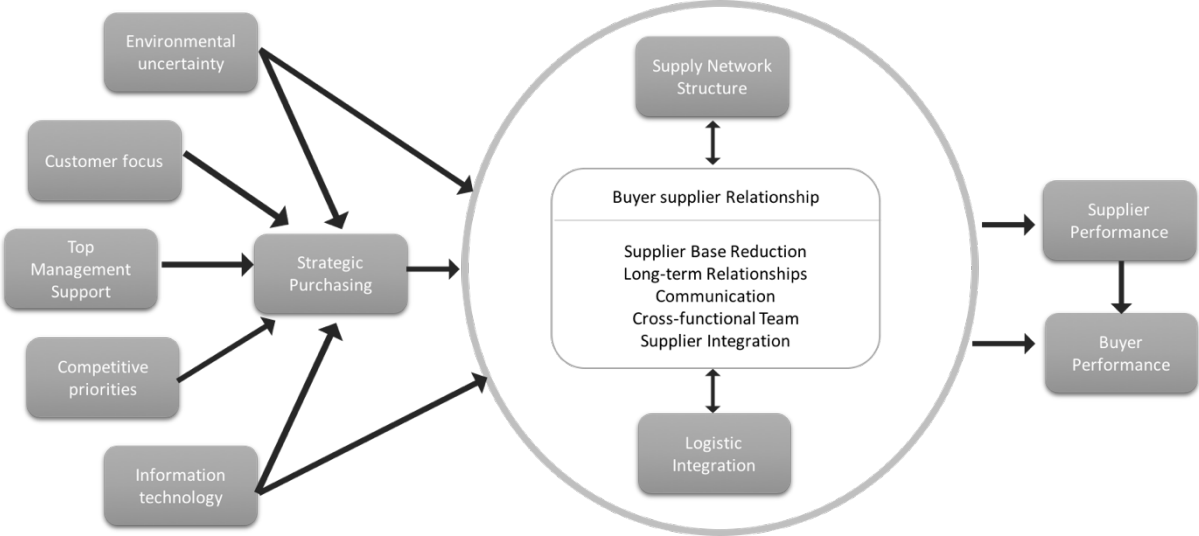 Environmental
uncertainty
Customer focus
Top
Management
Support
Competitive
priorities
Information
technology
Strategic
Purchasing
Supply Network
Structure
Buyer supplier Relationship
Supplier Base Reduction
Long-term Relationships
Communication
Cross-functional Team
Supplier Integration
Logistic
Integration
Supplier
Performance
Buyer
Performance